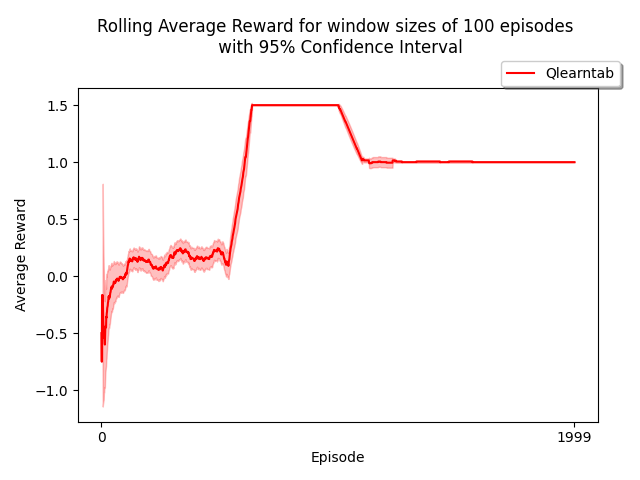 Rolling Average Reward for window sizes of 100 episodes
with 95% Confidence Interval
Qlearntab
1.5
1.0
0.5
0.0
−0.5
−1.0
Average Reward
0
1999
Episode